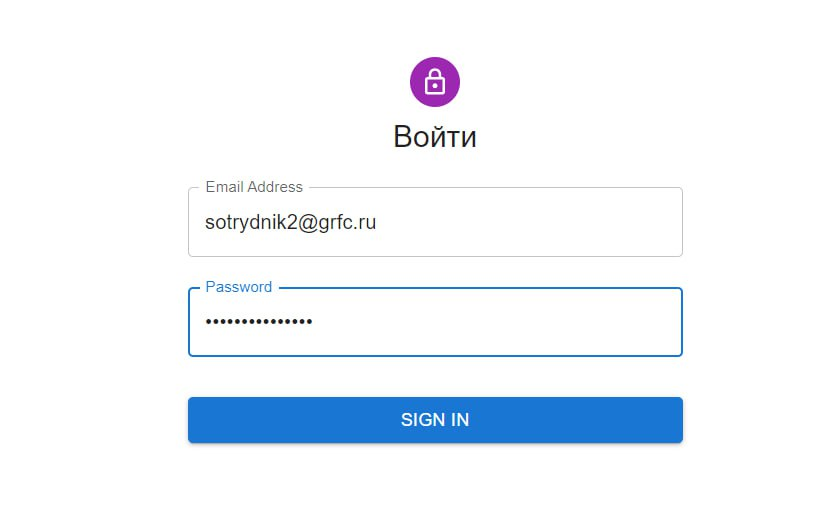 Войти
Email Address
sotrydnik2@grfc.ru
Password
•••••••••••••••
SIGN IN